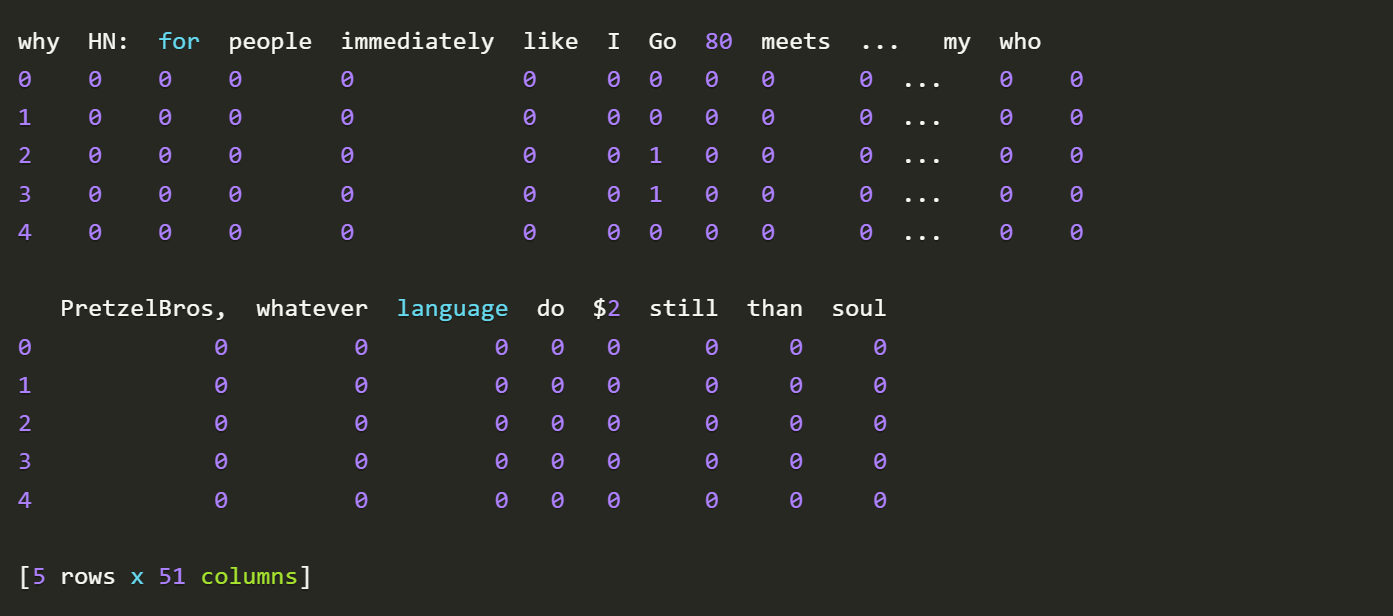 why  HN:  for  people  immediately  like  I  Go  80  meets  ...   my  who
0    0    0    0       0            0     0  0   0   0      0  ...    0    0
1    0    0    0       0            0     0  0   0   0      0  ...    0    0
2    0    0    0       0            0     0  1   0   0      0  ...    0    0
3    0    0    0       0            0     0  1   0   0      0  ...    0    0
4    0    0    0       0            0     0  0   0   0      0  ...    0    0
   PretzelBros,  whatever  language  do  $2  still  than  soul
0             0         0         0   0   0      0     0     0
1             0         0         0   0   0      0     0     0
2             0         0         0   0   0      0     0     0
3             0         0         0   0   0      0     0     0
4             0         0         0   0   0      0     0     0
[5 rows x 51 columns]